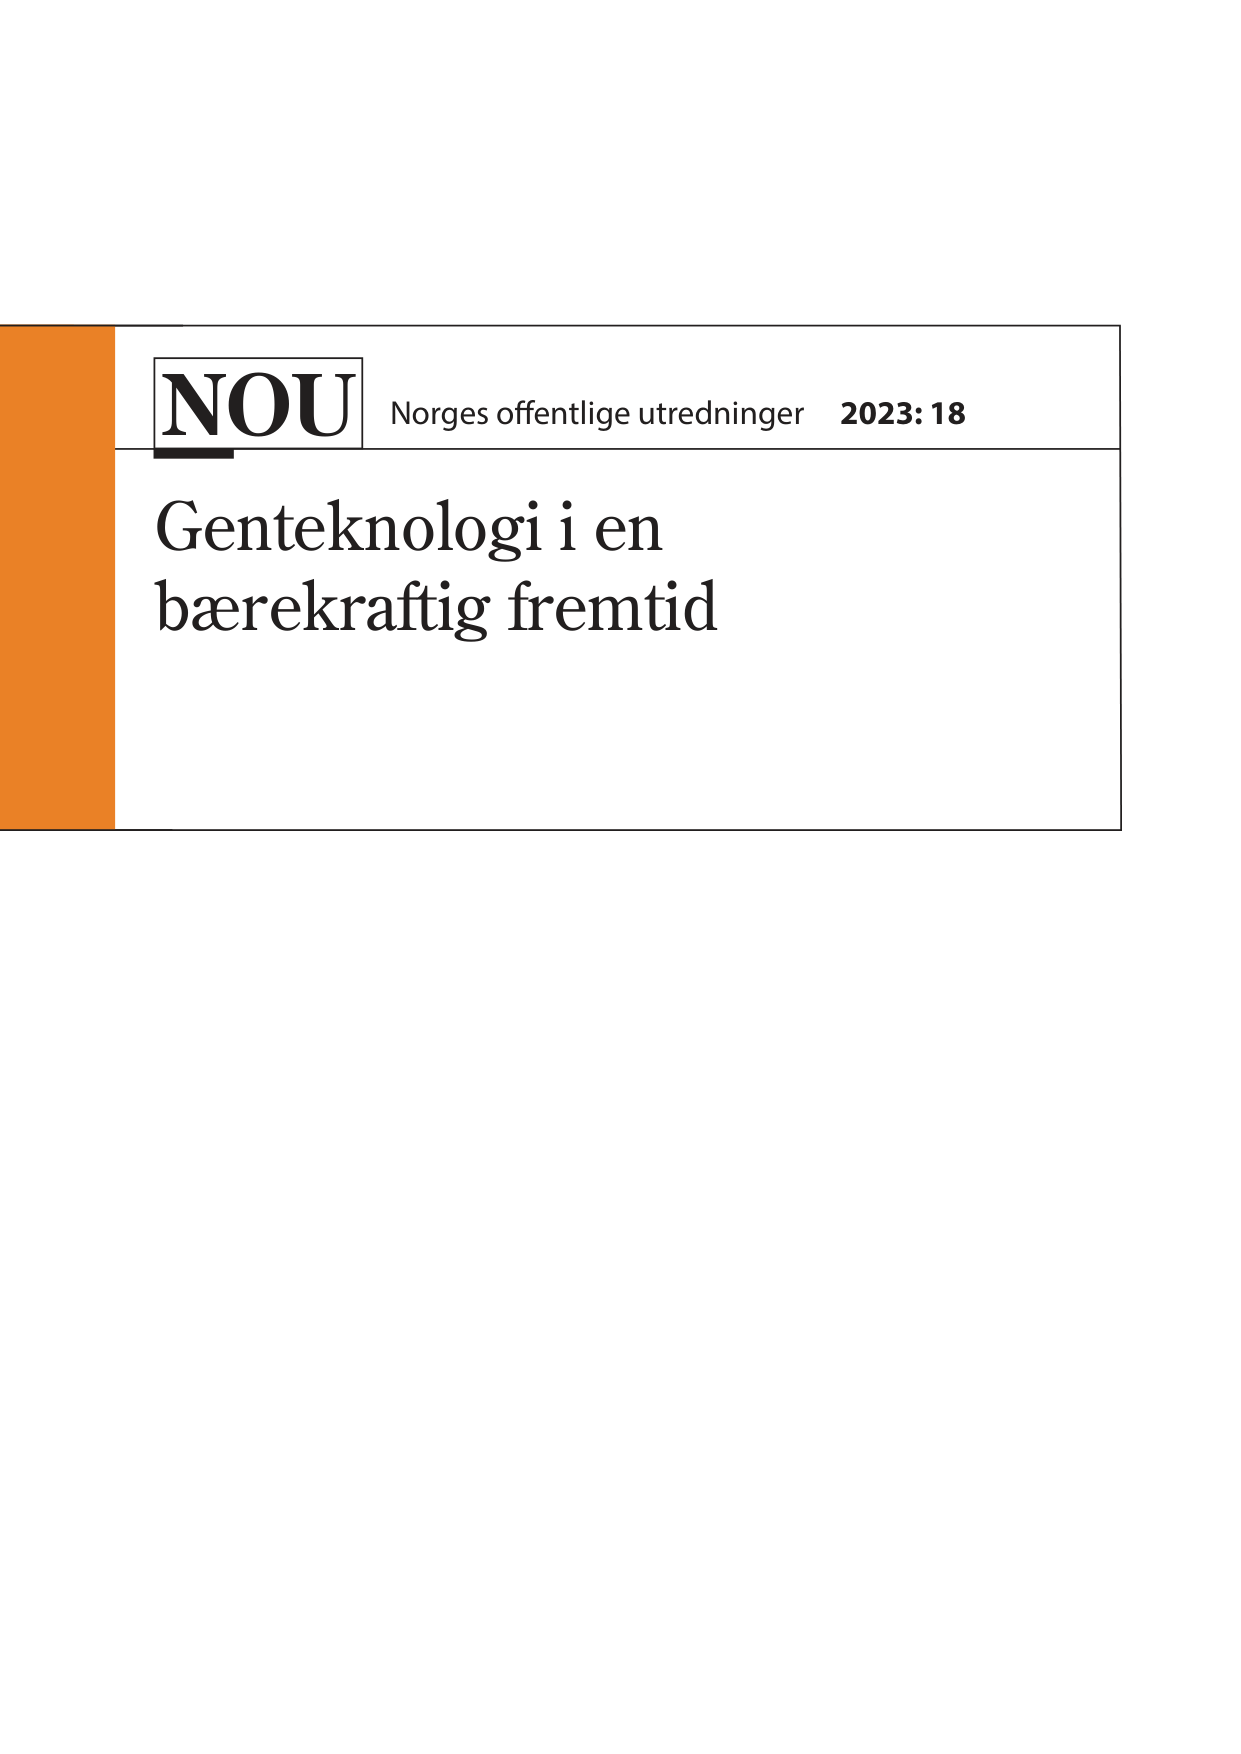 NOU Norges offentlige utredninger 2023: 18
Genteknologi i en
bærekraftig fremtid